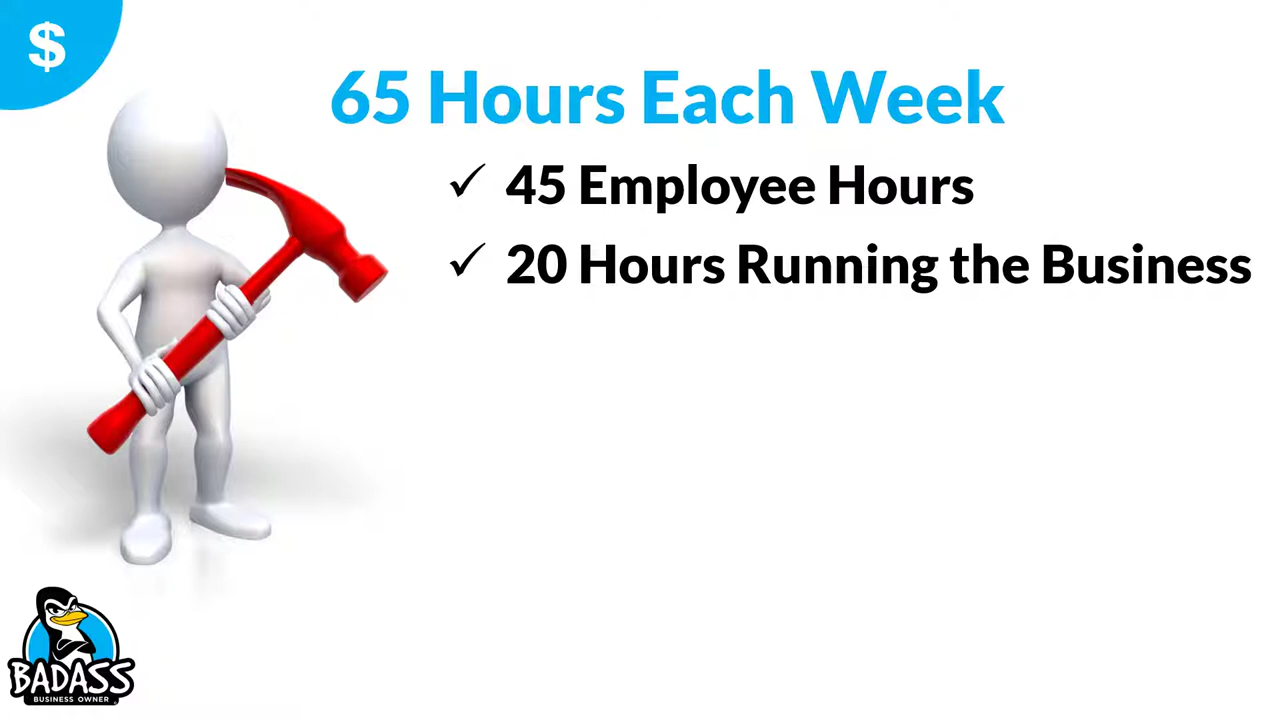 $
65 Hours Each Week
✓ 45 Employee Hours
✓ 20 Hours Running the Business
BADASS
BUSINESS OWNER